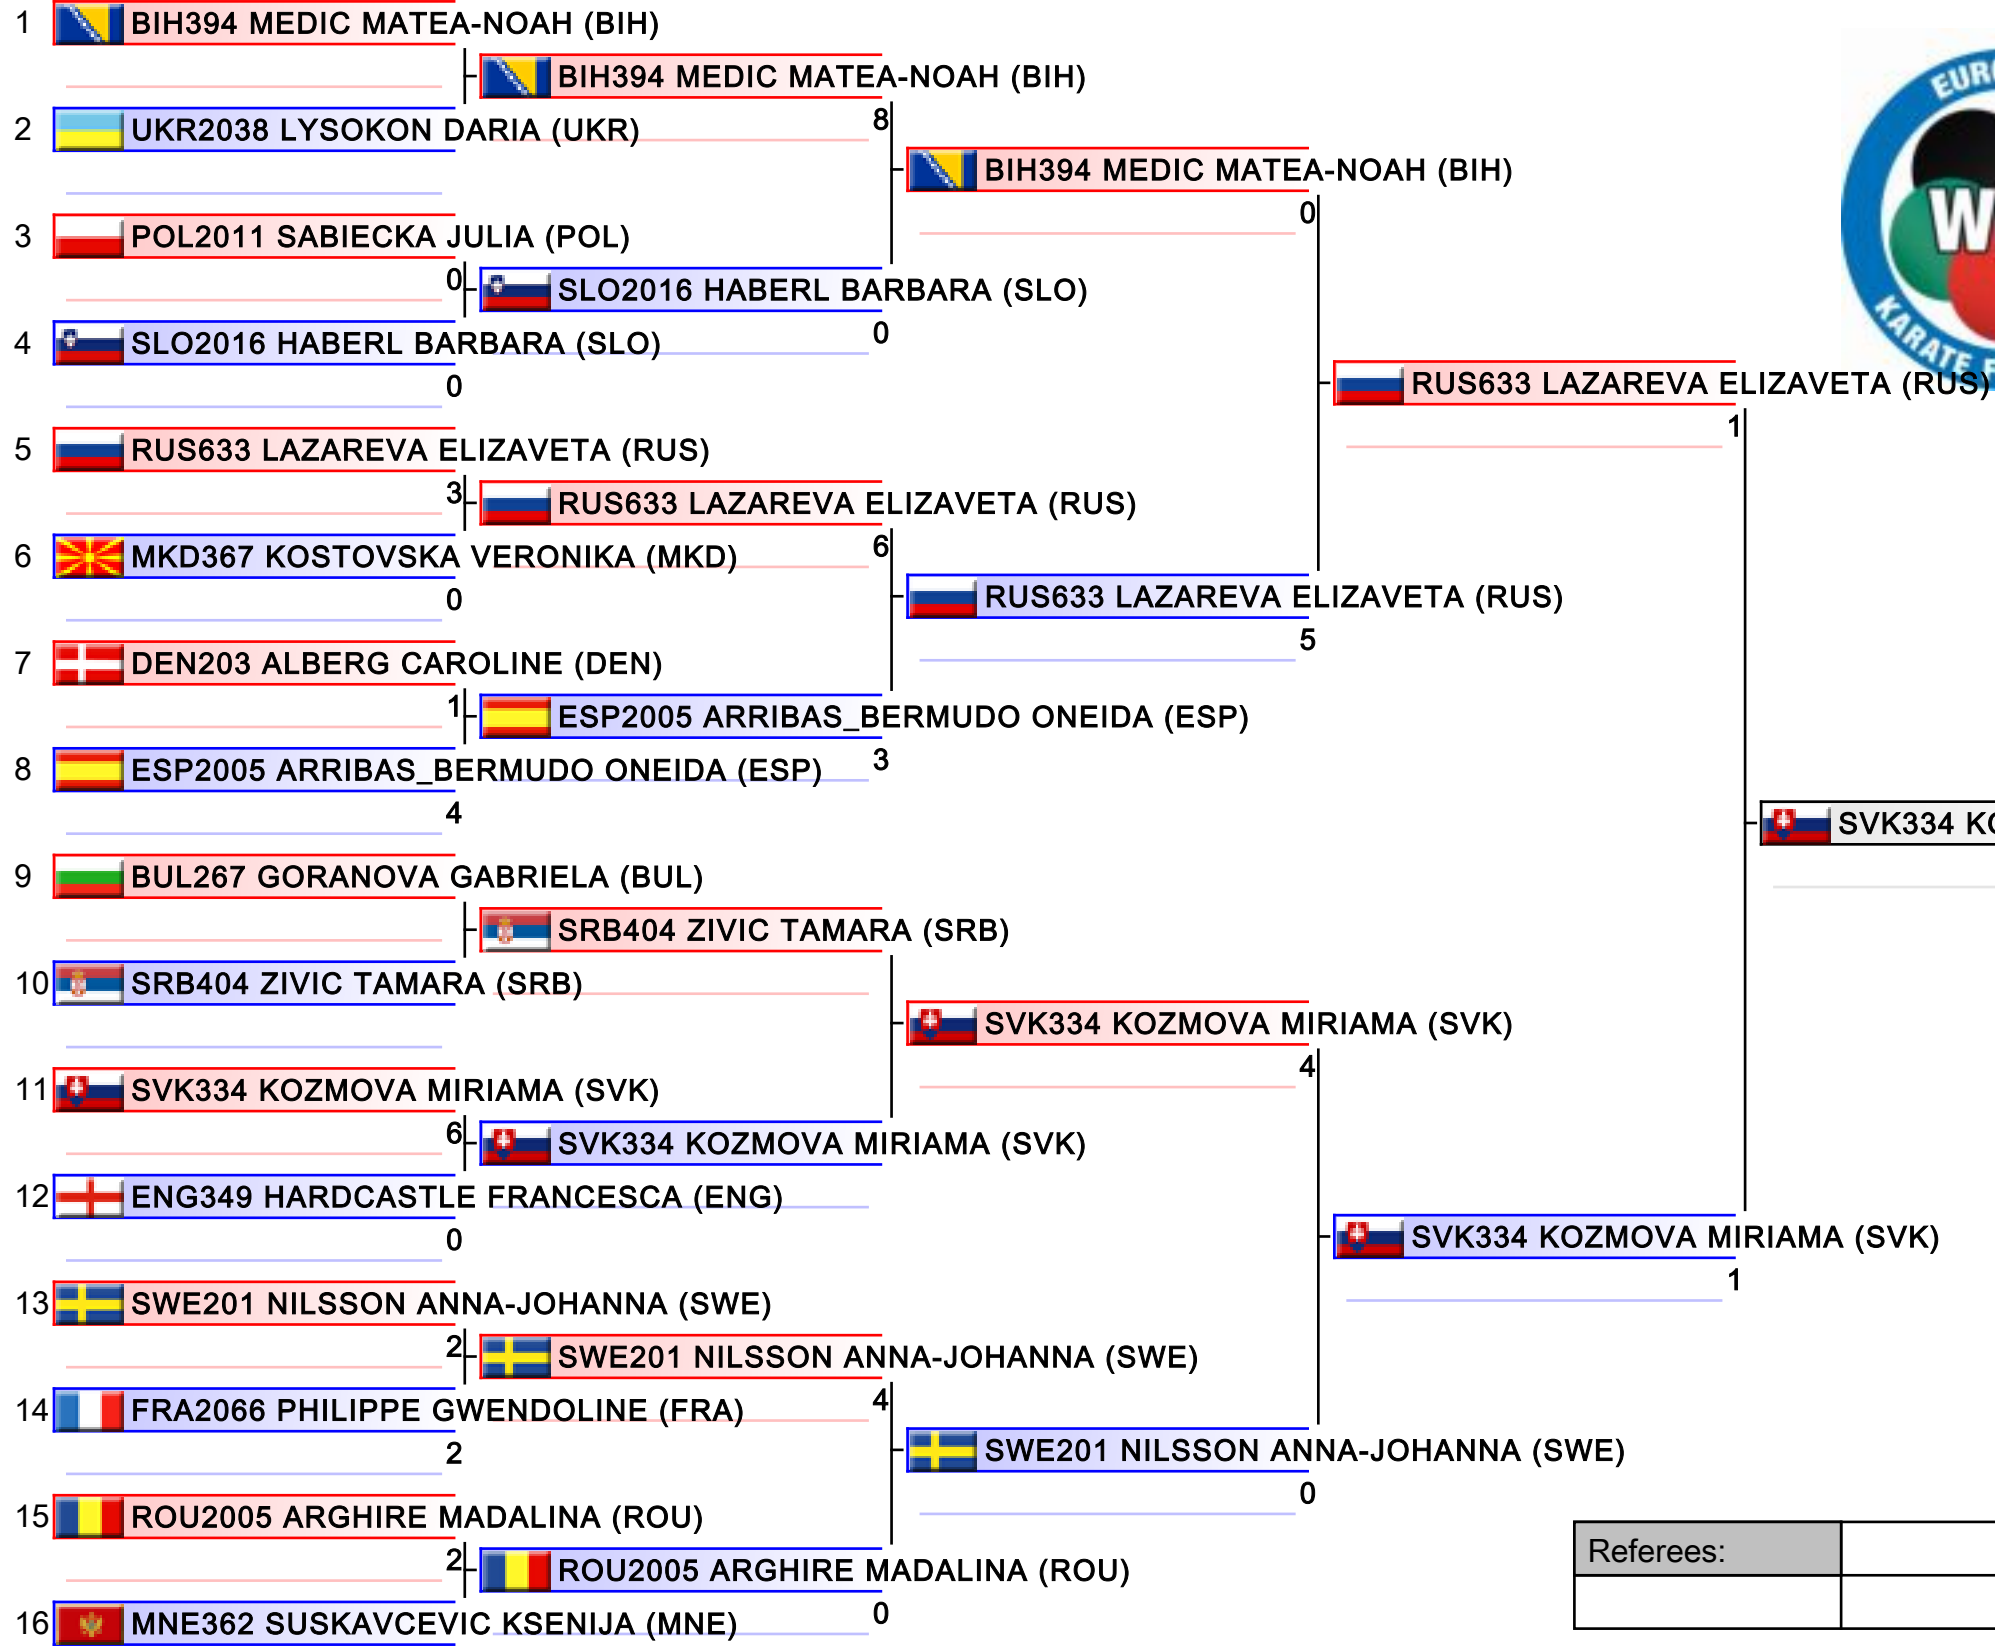 1 BIH394 MEDIC MATEA-NOAH (BIH)
BIH394 MEDIC MATEA-NOAH (BIH)
8
2 UKR2038 LYSOKON DARIA (UKR)
BIH394 MEDIC MATEA-NOAH (BIH)
0
3 POL2011 SABIECKA JULIA (POL)
0
SLO2016 HABERL BARBARA (SLO)
0
4 SLO2016 HABERL BARBARA (SLO)
0
RUS633 LAZAREVA ELIZAVETA (RUS)
1
5 RUS633 LAZAREVA ELIZAVETA (RUS)
3
RUS633 LAZAREVA ELIZAVETA (RUS)
6
6 MKD367 KOSTOVSKA VERONIKA (MKD)
0
RUS633 LAZAREVA ELIZAVETA (RUS)
5
7 DEN203 ALBERG CAROLINE (DEN)
1
ESP2005 ARRIBAS_BERMUDO ONEIDA (ESP)
3
8 ESP2005 ARRIBAS_BERMUDO ONEIDA (ESP)
4
SVK334
9 BUL267 GORANOVA GABRIELA (BUL)
SRB404 ZIVIC TAMARA (SRB)
10 SRB404 ZIVIC TAMARA (SRB)
SVK334 KOZMOVA MIRIAMA (SVK)
4
11 SVK334 KOZMOVA MIRIAMA (SVK)
6
SVK334 KOZMOVA MIRIAMA (SVK)
12 ENG349 HARDCASTLE FRANCESCA (ENG)
0
SVK334 KOZMOVA MIRIAMA (SVK)
1
13 SWE201 NILSSON ANNA-JOHANNA (SWE)
2
SWE201 NILSSON ANNA-JOHANNA (SWE)
4
14 FRA2066 PHILIPPE GWENDOLINE (FRA)
2
SWE201 NILSSON ANNA-JOHANNA (SWE)
0
15 ROU2005 ARGHIRE MADALINA (ROU)
2
ROU2005 ARGHIRE MADALINA (ROU)
0
16 MNE362 SUSKAVCEVIC KSENIJA (MNE)
KARATE
Referees: